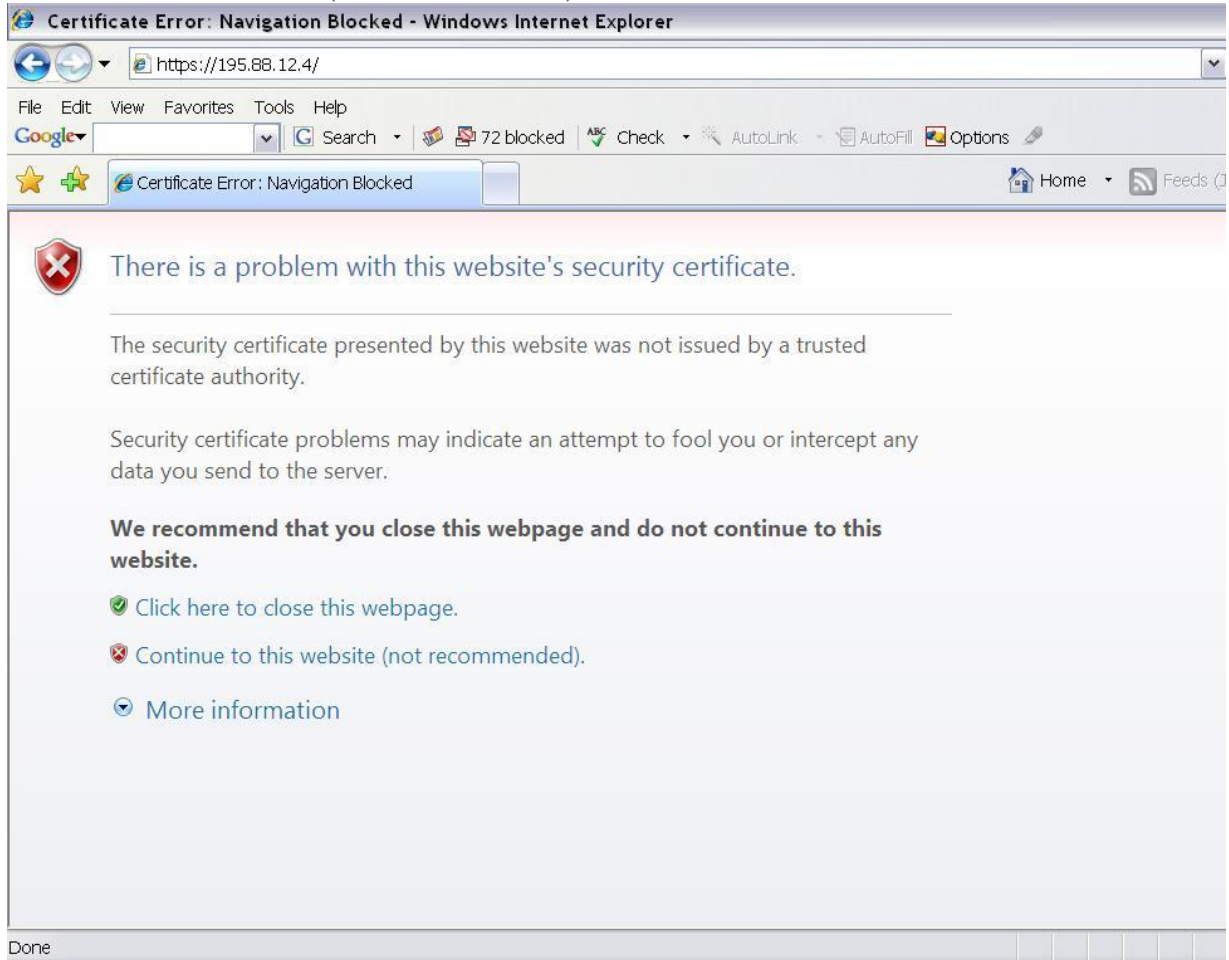 Certificate Error: Navigation Blocked - Windows Internet Explorer
https://195.88.12.4/
File Edit View Favorites Tools Help
Google Search 72 blocked ABC Check AutoLink AutoFill Options
Certificate Error: Navigation Blocked Home Feeds (J
There is a problem with this website's security certificate.
The security certificate presented by this website was not issued by a trusted
certificate authority.
Security certificate problems may indicate an attempt to fool you or intercept any
data you send to the server.
We recommend that you close this webpage and do not continue to this
website.
Click here to close this webpage.
Continue to this website (not recommended).
More information
Done